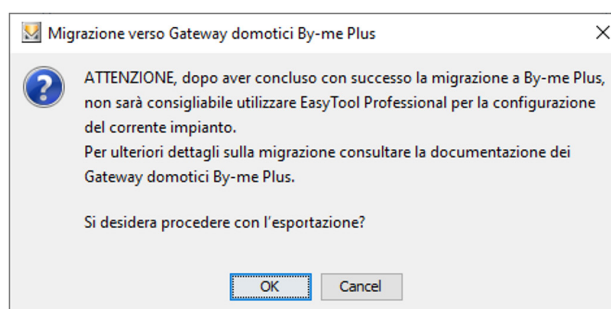 Migrazione verso Gateway domotici By-me Plus
ATTENZIONE, dopo aver concluso con successo la migrazione a By-me Plus,
non sarà consigliabile utilizzare EasyTool Professional per la configurazione
del corrente impianto.
Per ulteriori dettagli sulla migrazione consultare la documentazione dei
Gateway domotici By-me Plus.
Si desidera procedere con l'esportazione?
OK
Cancel